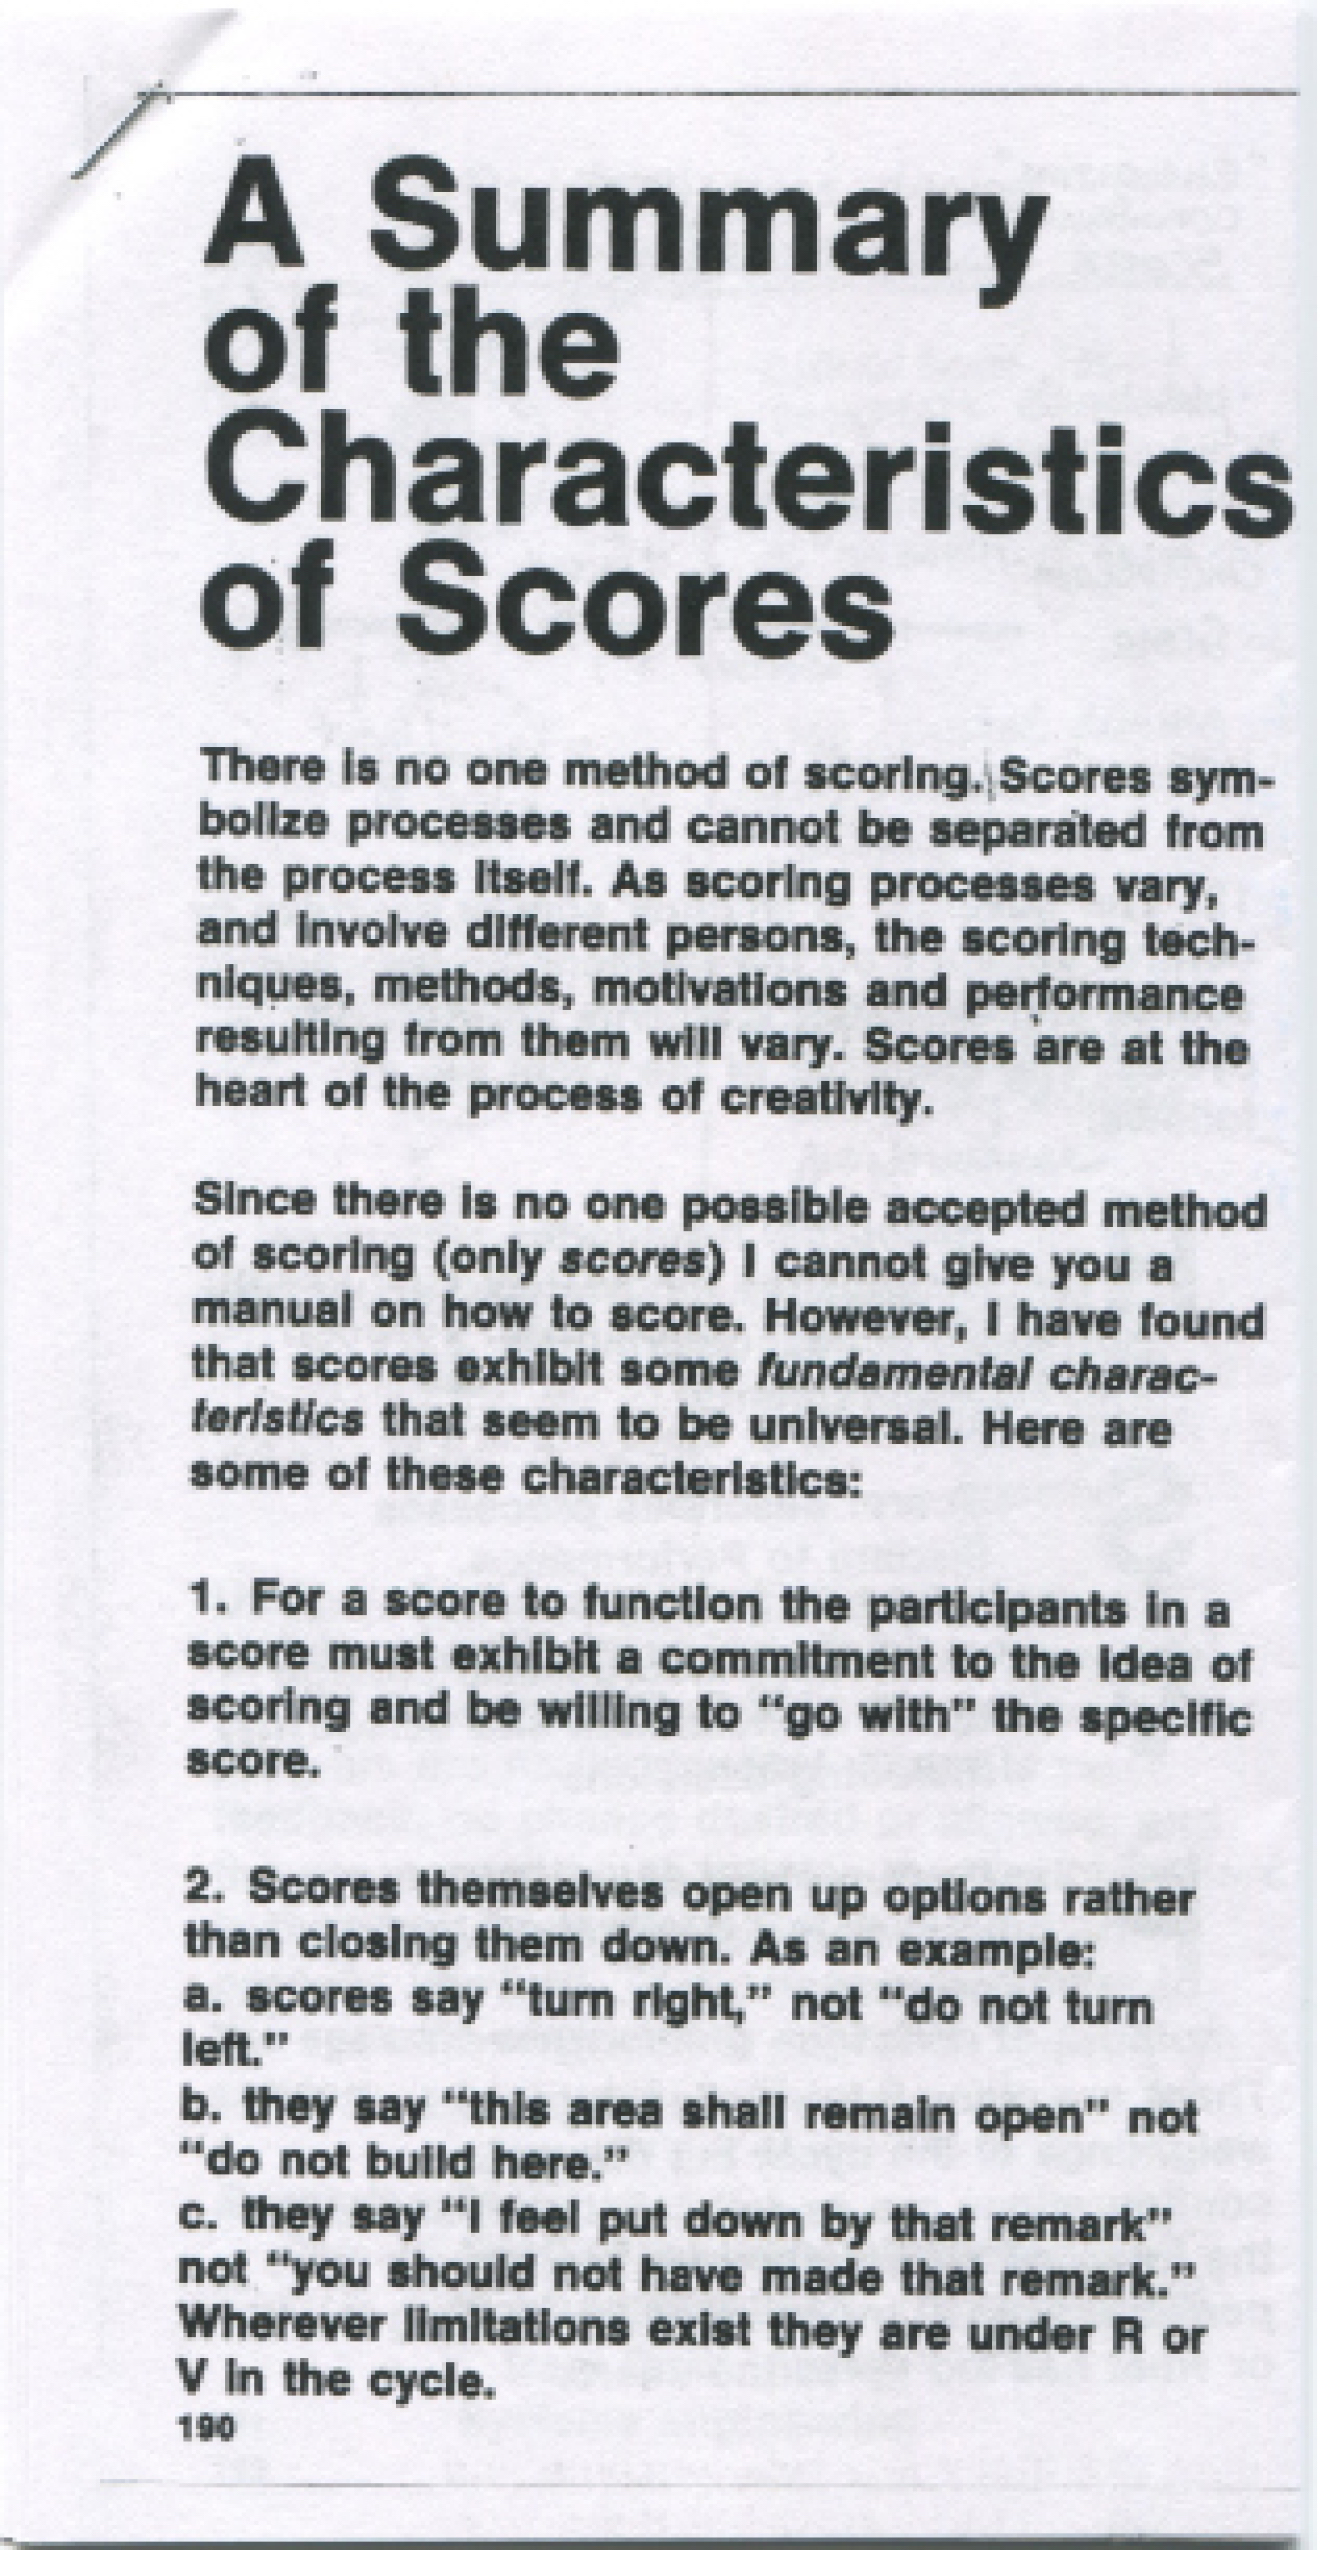 A Summary
of the
Characteristics
of Scores
There is no one method of scoring. Scores sym-
bolize processes and cannot be separated from
the process itself. As scoring processes vary,
and involve different persons, the scoring tech-
niques, methods, motivations and performance
resulting from them will vary. Scores are at the
heart of the process of creativity.
Since there is no one possible accepted method
of scoring (only scores) I cannot give you a
manual on how to score. However, I have found
that scores exhibit some fundamental charac-
teristics that seem to be universal. Here are
some of these characteristics:
1. For a score to function the participants in a
score must exhibit a commitment to the idea of
scoring and be willing to “go with” the specific
score.
2. Scores themselves open up options rather
than closing them down. As an example:
a. scores say “turn right,” not “do not turn
left.”
b. they say “this area shall remain open” not
“do not build here.”
c. they say “I feel put down by that remark”
not “you should not have made that remark.”
Wherever limitations exist they are under R or
V in the cycle.
190